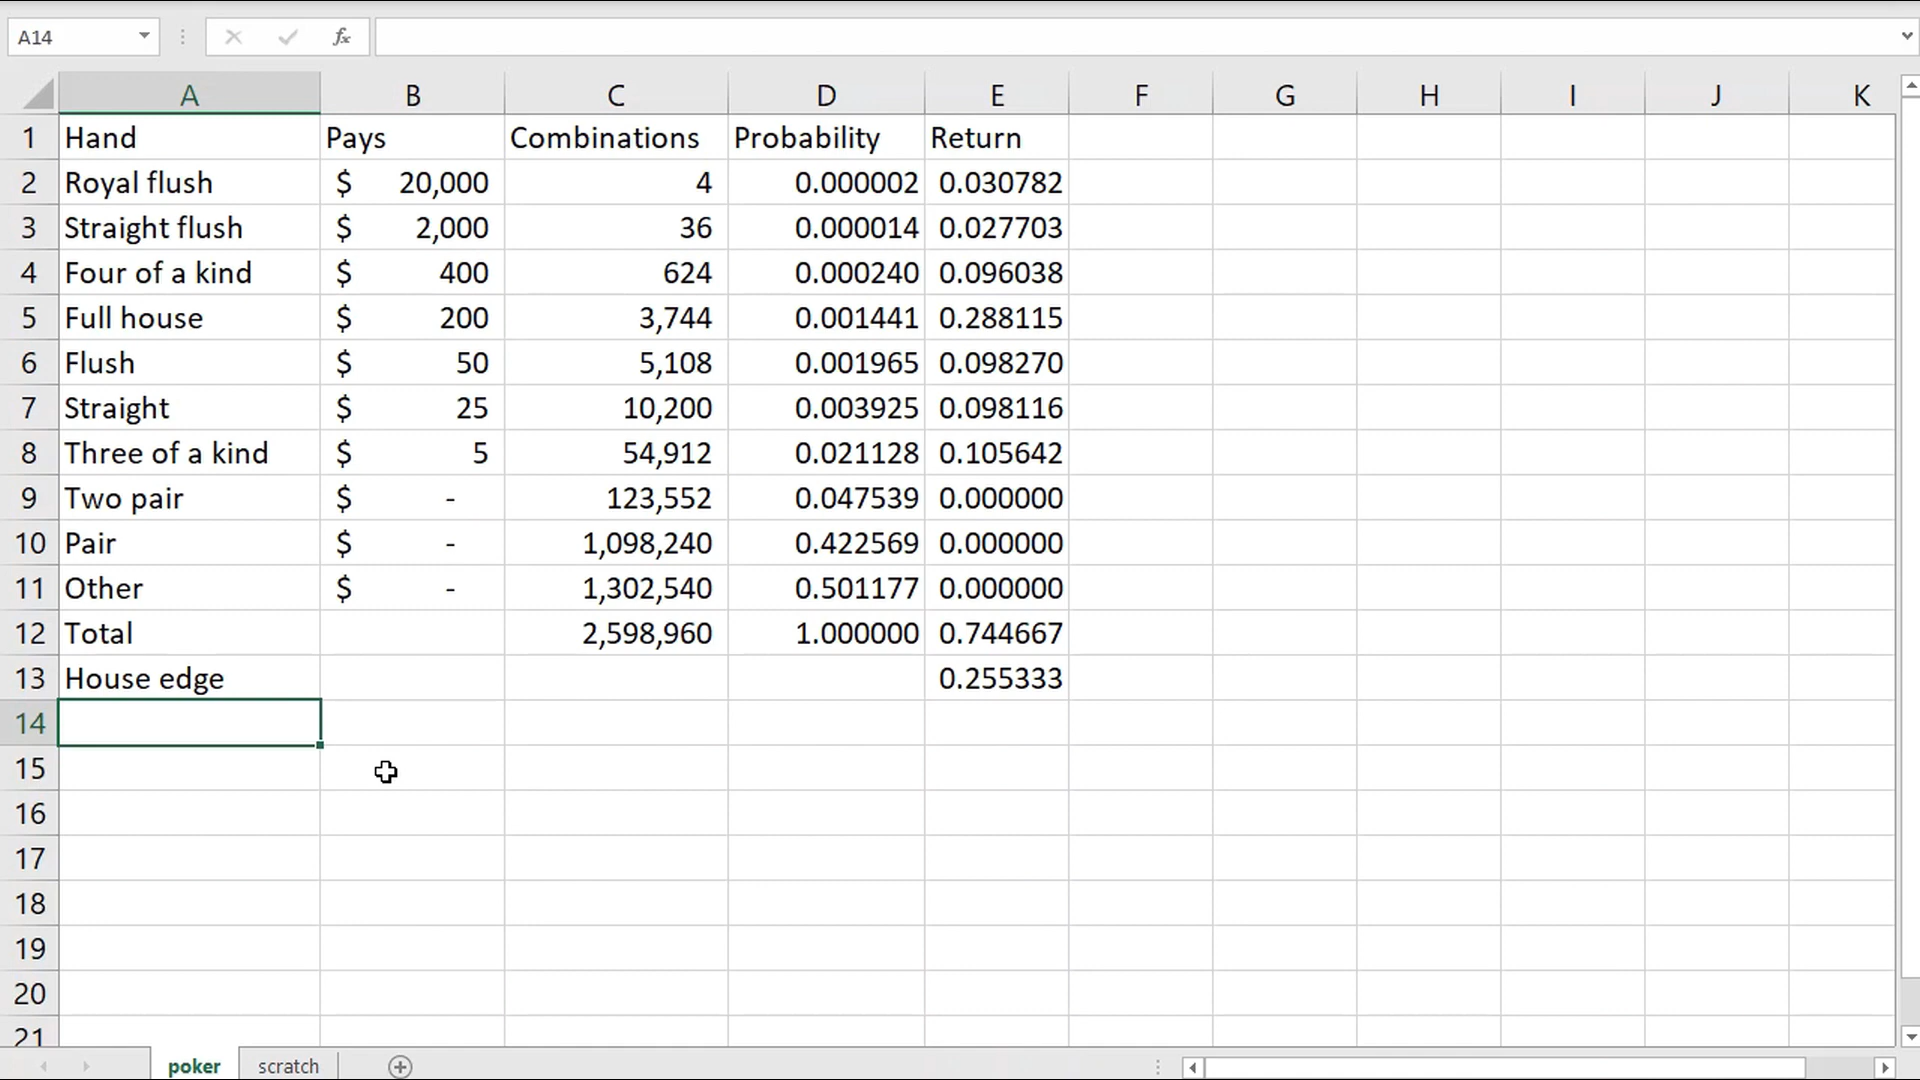 A14
fx
A B C D E F G H I J K
1 Hand Pays Combinations Probability Return
2 Royal flush $ 20,000 4 0.000002 0.030782
3 Straight flush $ 2,000 36 0.000014 0.027703
4 Four of a kind $ 400 624 0.000240 0.096038
5 Full house $ 200 3,744 0.001441 0.288115
6 Flush $ 50 5,108 0.001965 0.098270
7 Straight $ 25 10,200 0.003925 0.098116
8 Three of a kind $ 5 54,912 0.021128 0.105642
9 Two pair $ - 123,552 0.047539 0.000000
10 Pair $ - 1,098,240 0.422569 0.000000
11 Other $ - 1,302,540 0.501177 0.000000
12 Total 2,598,960 1.000000 0.744667
13 House edge 0.255333
14
15
16
17
18
19
20
21
poker scratch